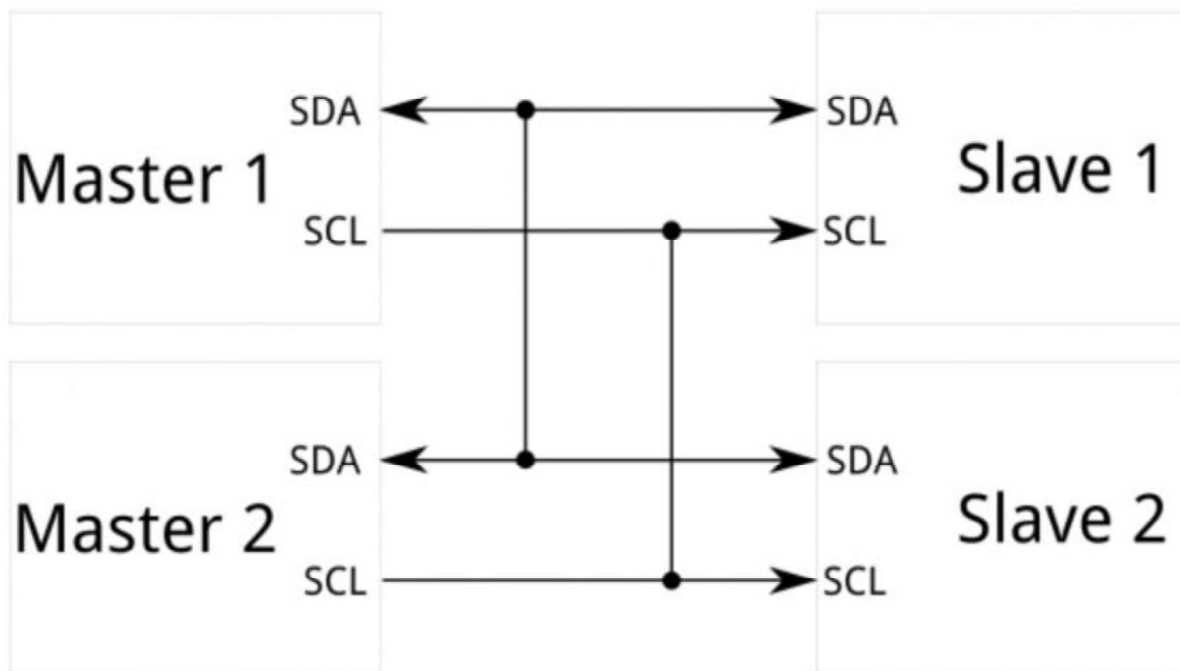 SDA
SDA
Master 1
Slave 1
SCL
SCL
SDA
SDA
Master 2
Slave 2
SCL
SCL